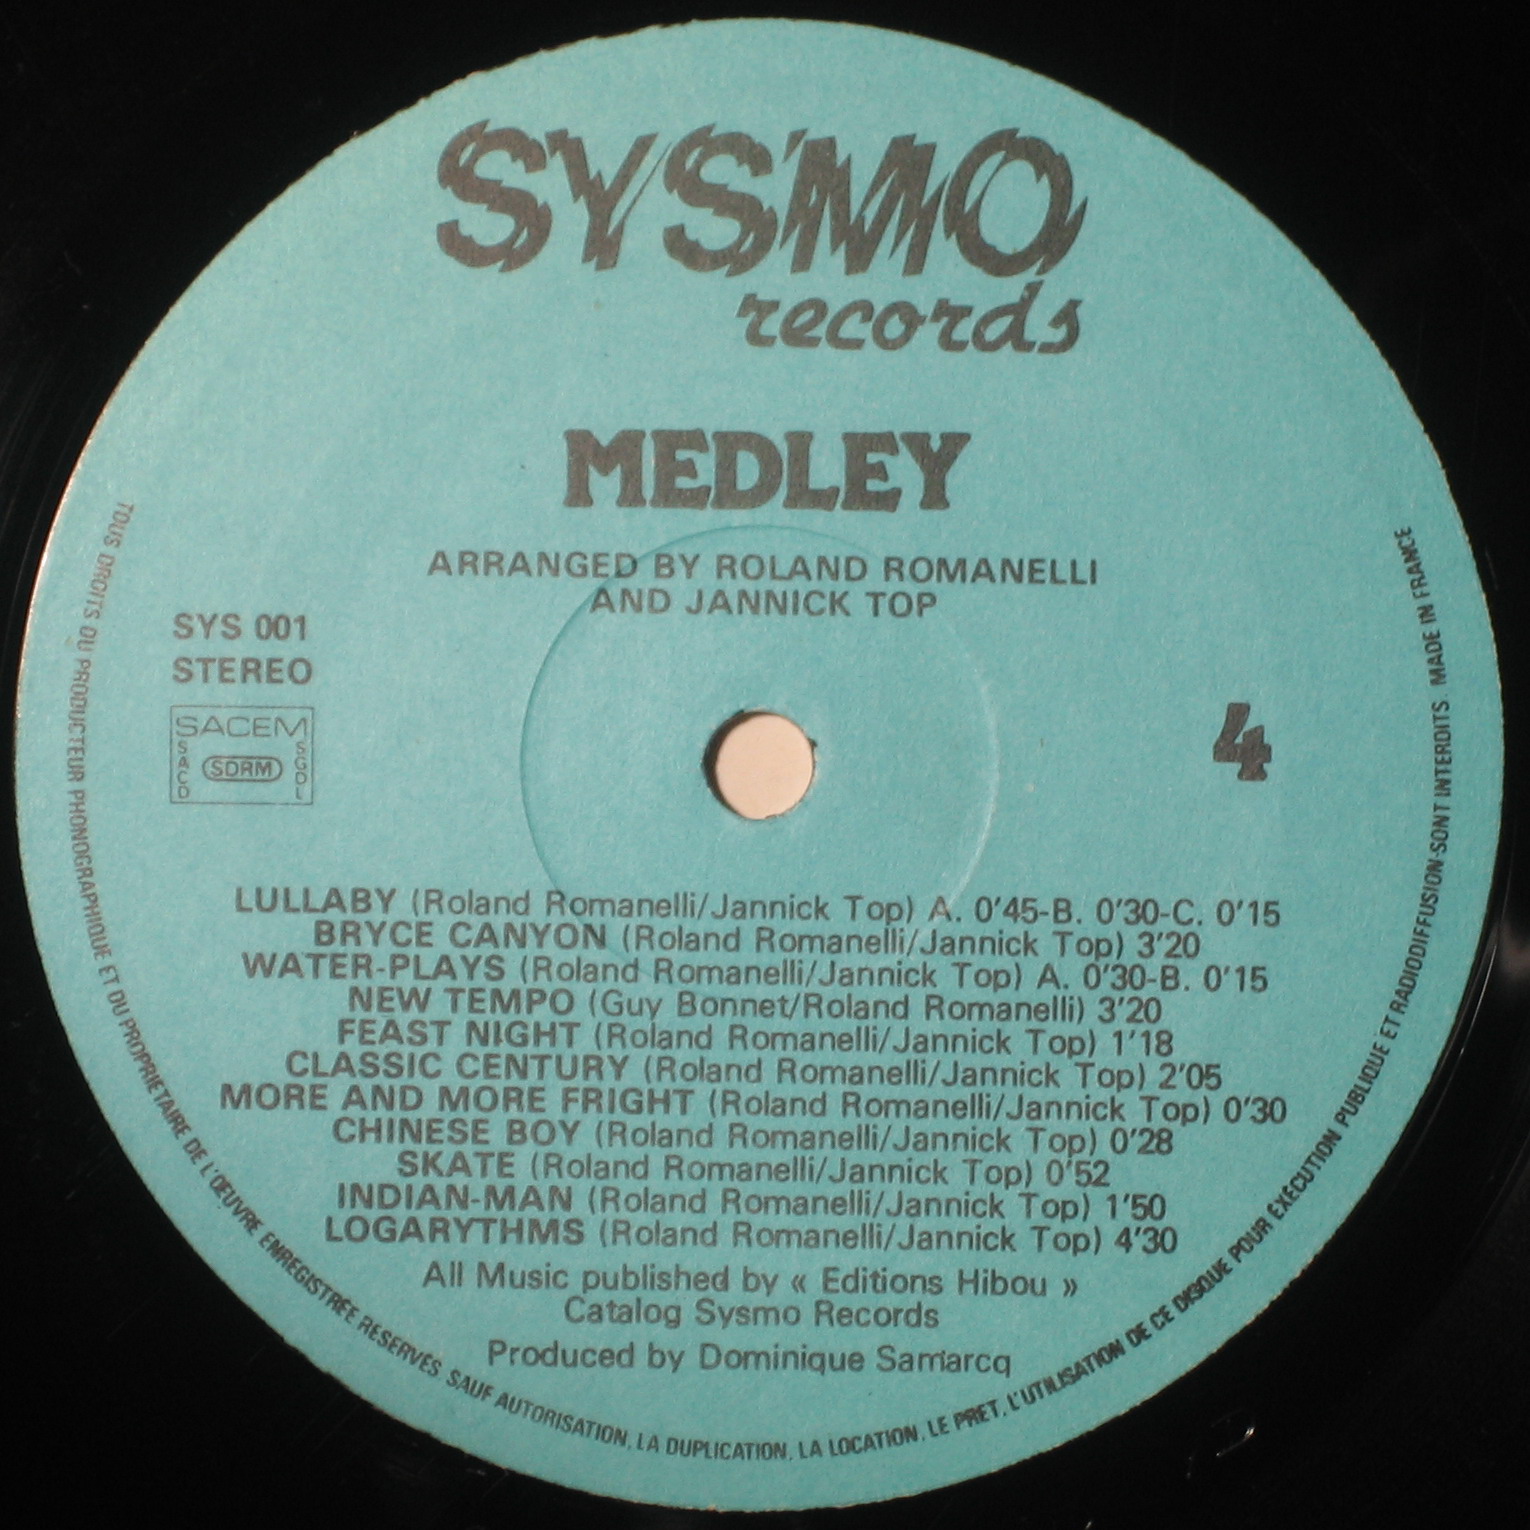 SYSMO
records
MEDLEY
ARRANGED BY ROLAND ROMANELLI
AND JANNICK TOP
SYS 001
STEREO
SACEM
SACD
SDRM
SGDL
4
LULLABY (Roland Romanelli/Jannick Top) A. 0'45-B. 0'30-C. 0'15
BRYCE CANYON (Roland Romanelli/Jannick Top) 3'20
WATER-PLAYS (Roland Romanelli/Jannick Top) A. 0'30-B. 0'15
NEW TEMPO (Guy Bonnet/Roland Romanelli) 3'20
FEAST NIGHT (Roland Romanelli/Jannick Top) 1'18
CLASSIC CENTURY (Roland Romanelli/Jannick Top) 2'05
MORE AND MORE FRIGHT (Roland Romanelli/Jannick Top) 0'30
CHINESE BOY (Roland Romanelli/Jannick Top) 0'28
SKATE (Roland Romanelli/Jannick Top) 0'52
INDIAN-MAN (Roland Romanelli/Jannick Top) 1'50
LOGARYTHMS (Roland Romanelli/Jannick Top) 4'30
All Music published by « Editions Hibou »
Catalog Sysmo Records
Produced by Dominique Samarcq
TOUS DROITS DU PRODUCTEUR PHONOGRAPHIQUE ET DU PROPRIETAIRE DE L'OEUVRE ENREGISTRÉE RESERVÉS. SAUF AUTORISATION, LA DUPLICATION, LA LOCATION, LE PRET, L'UTILISATION DE CE DISQUE POUR EXÉCUTION PUBLIQUE ET RADIODIFFUSION SONT INTERDITS. MADE IN FRANCE